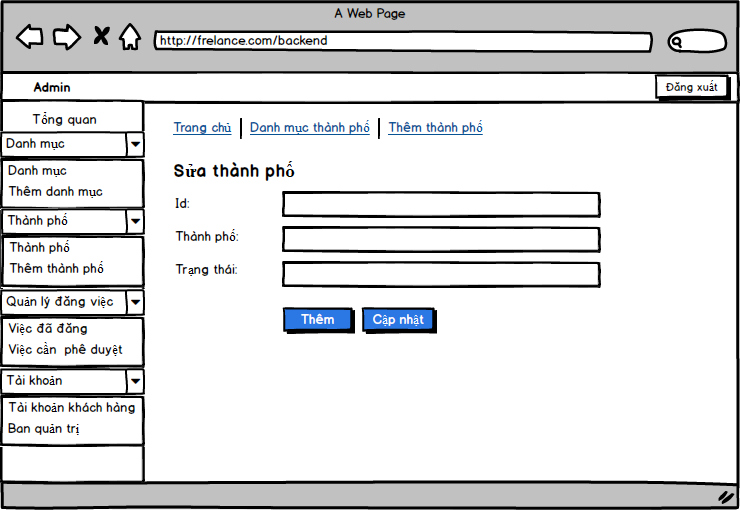 A Web Page
http://frelance.com/backend
Admin
Đăng xuất
Tổng quan
Danh mục
Danh mục
Thêm danh mục
Thành phố
Thành phố
Thêm thành phố
Quản lý đăng việc
Việc đã đăng
Việc cần phê duyệt
Tài khoản
Tài khoản khách hàng
Ban quản trị
Trang chủ | Danh mục thành phố | Thêm thành phố
Sửa thành phố
Id:
Thành phố:
Trạng thái:
Thêm Cập nhật